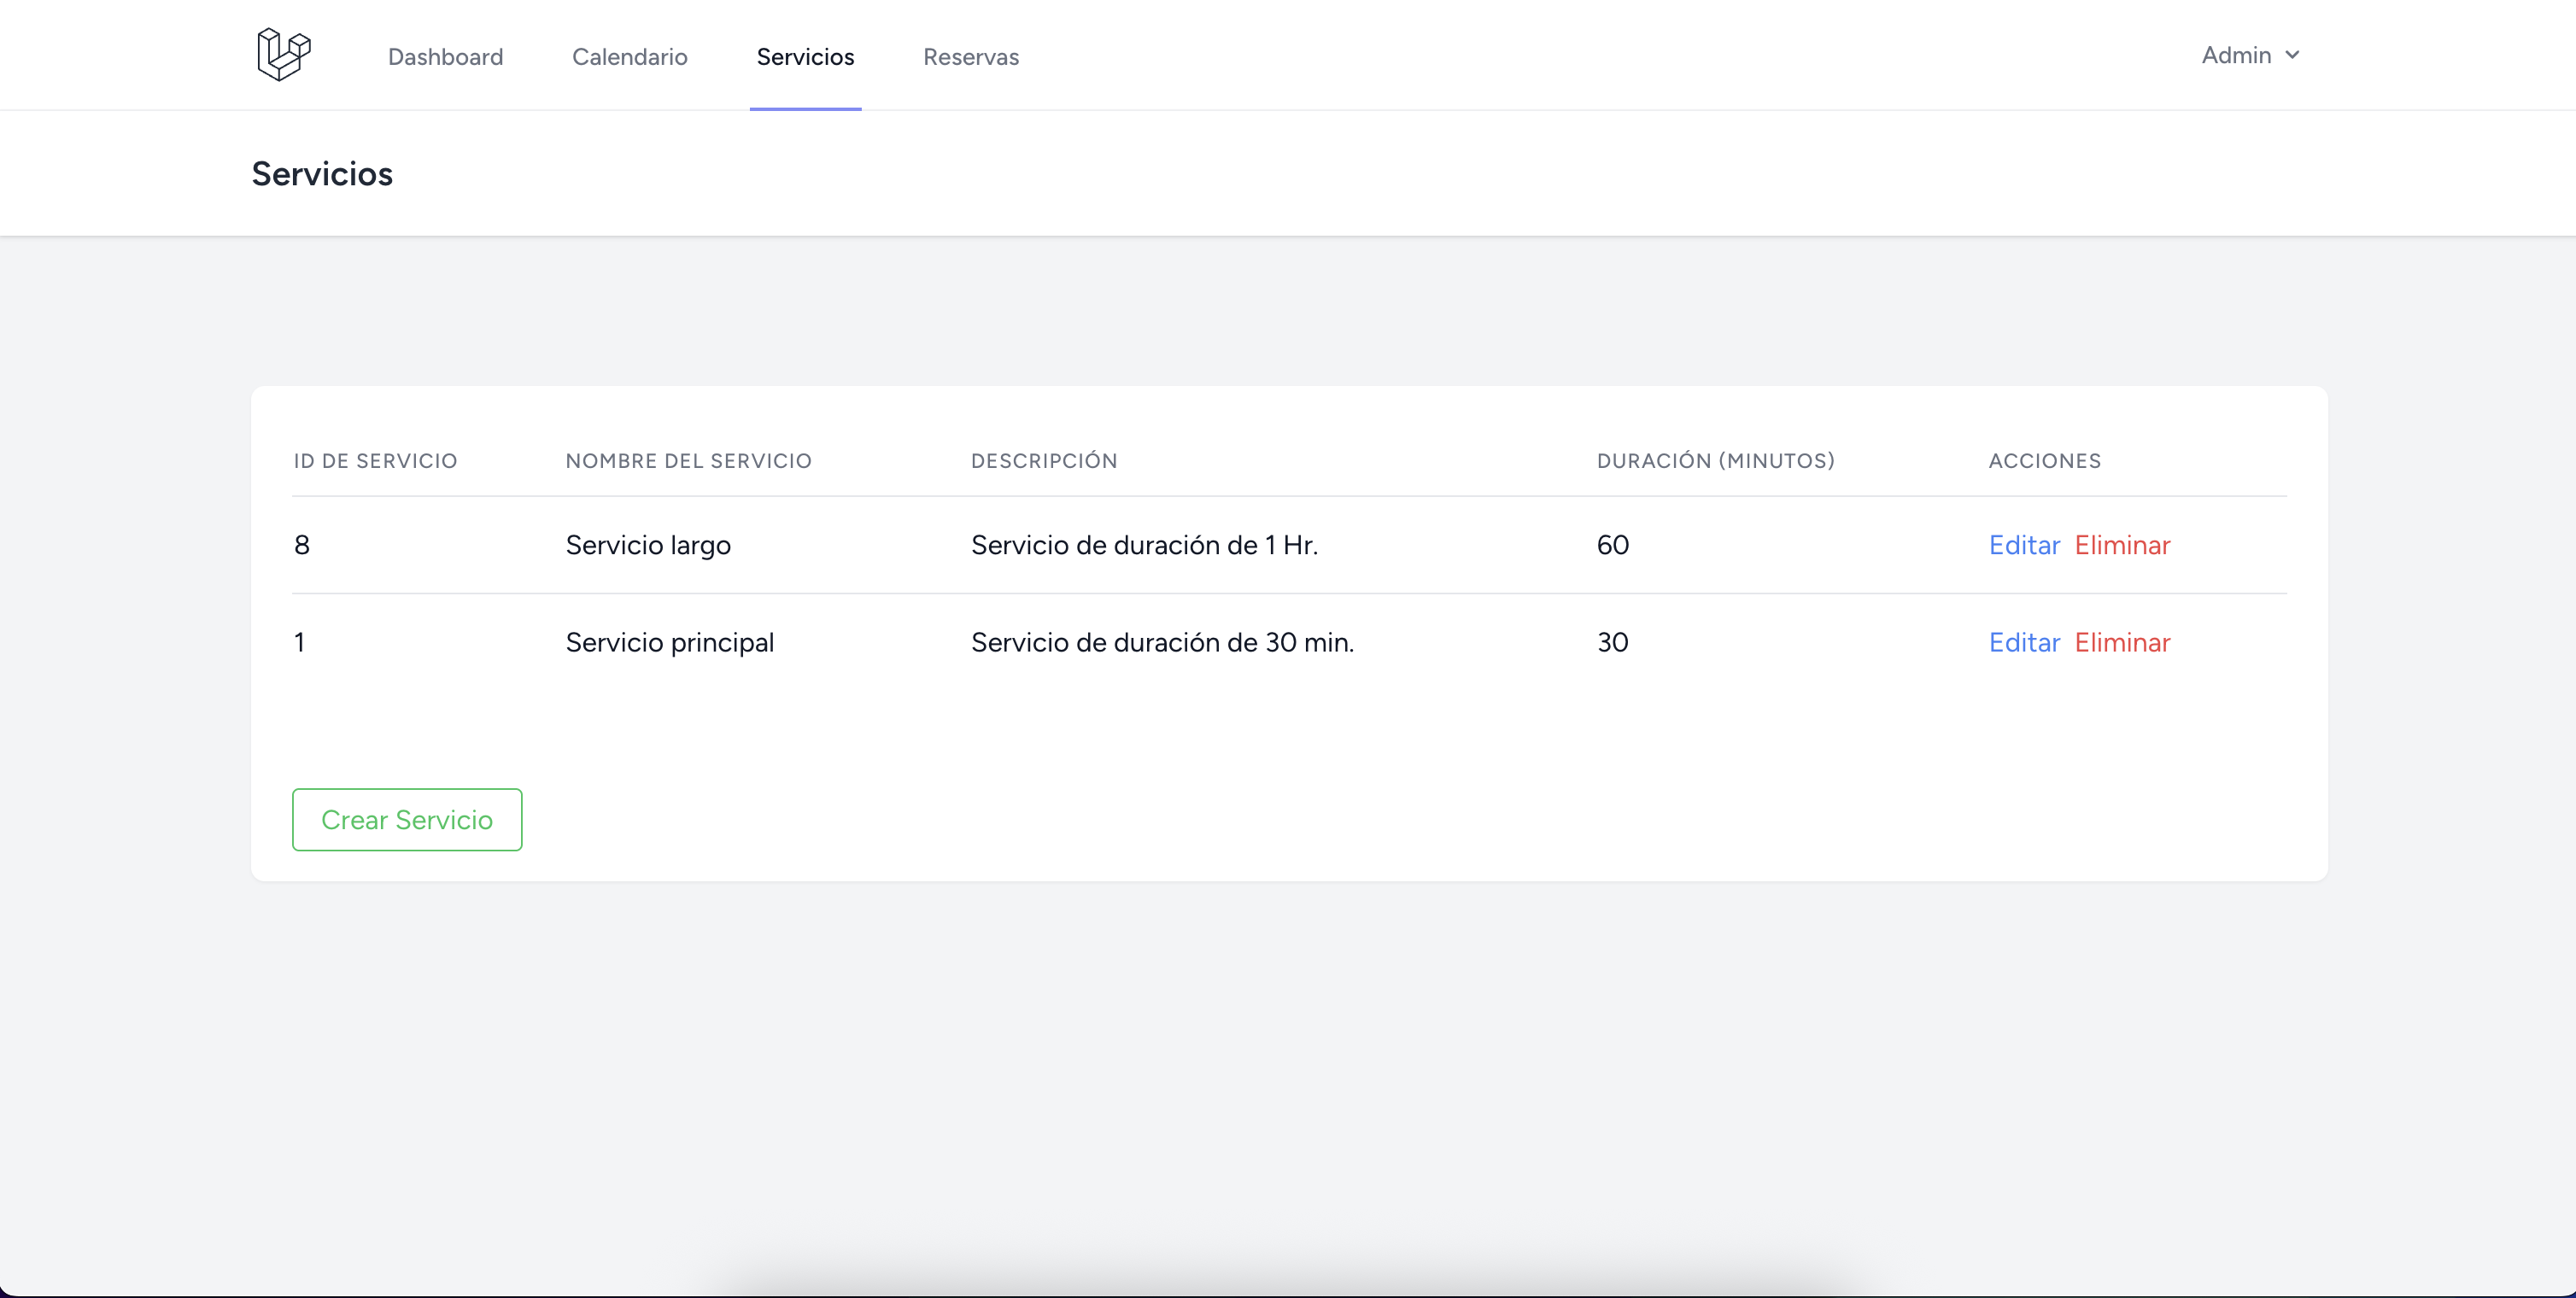 Dashboard Calendario Servicios Reservas Admin
Servicios
ID DE SERVICIO NOMBRE DEL SERVICIO DESCRIPCIÓN DURACIÓN (MINUTOS) ACCIONES
8 Servicio largo Servicio de duración de 1 Hr. 60 Editar Eliminar
1 Servicio principal Servicio de duración de 30 min. 30 Editar Eliminar
Crear Servicio